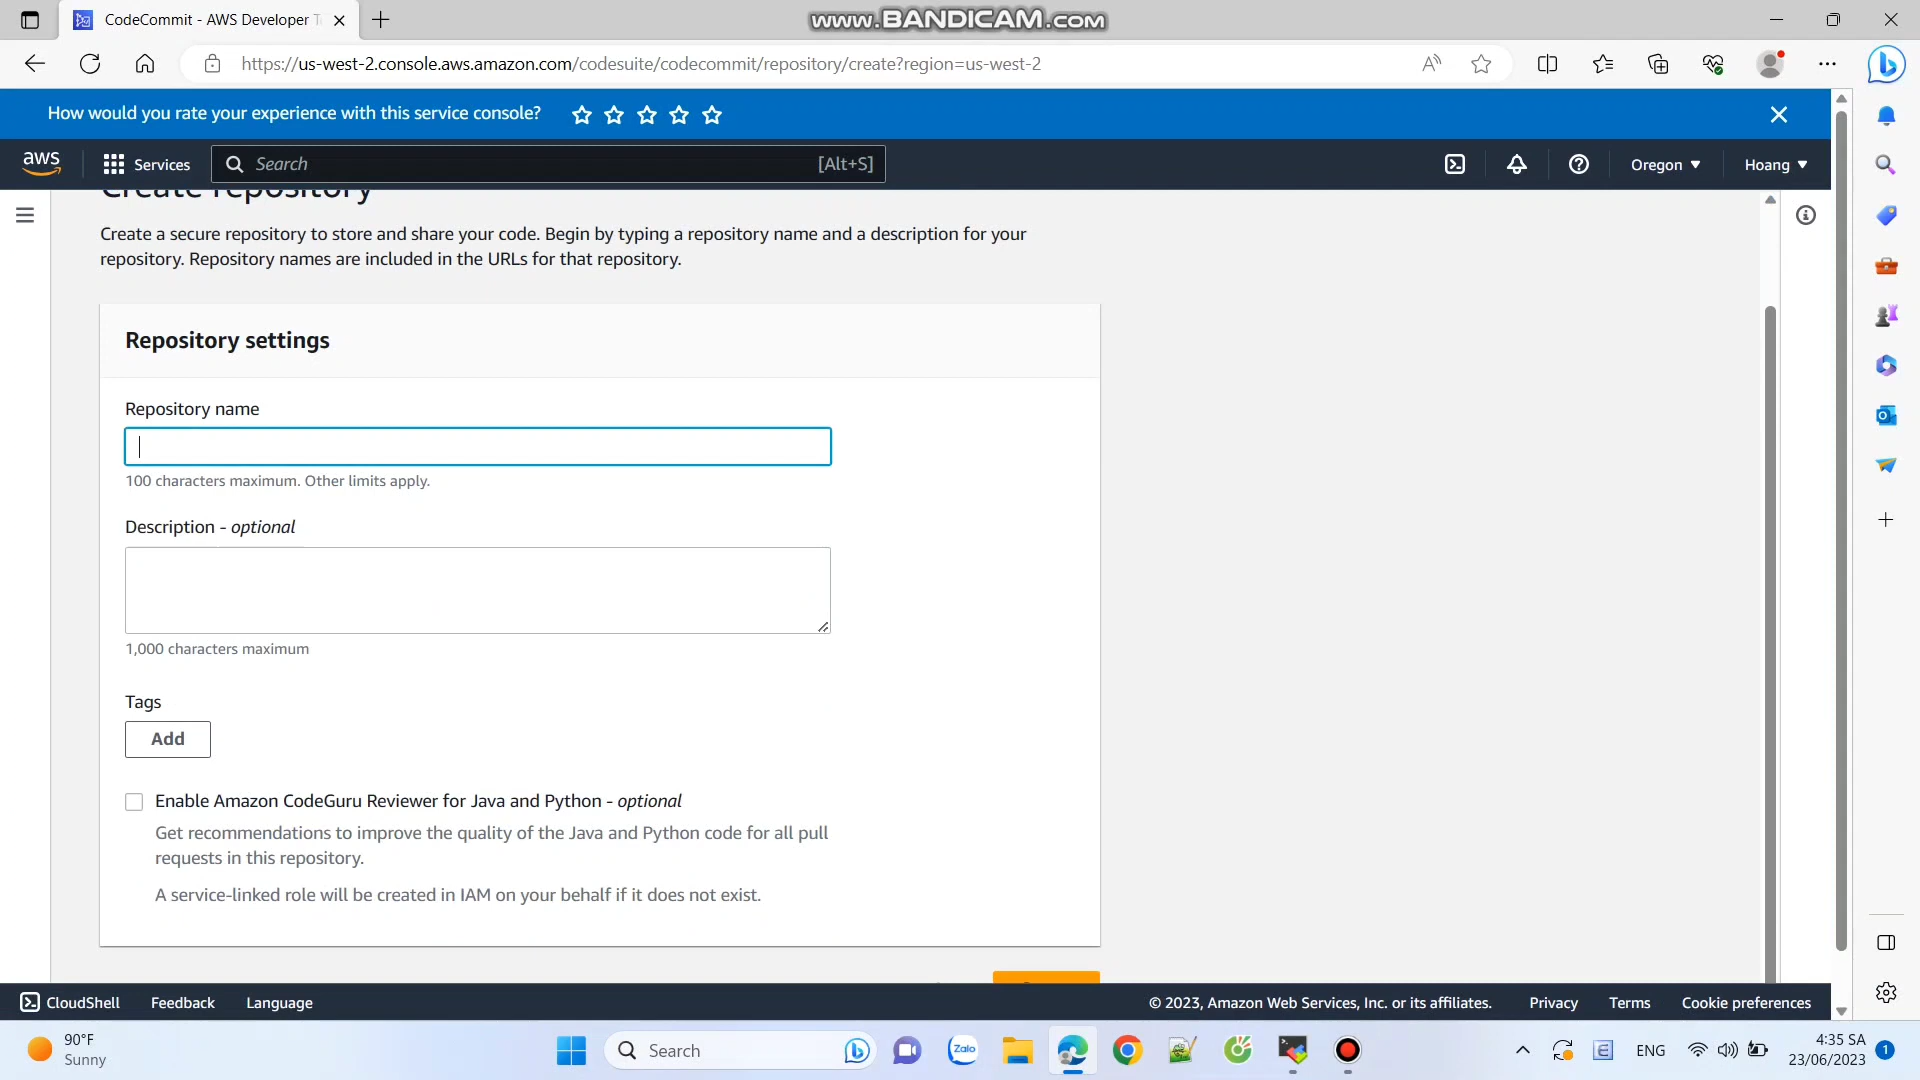 CodeCommit - AWS Developer T
www.BANDICAM.com
https://us-west-2.console.aws.amazon.com/codesuite/codecommit/repository/create?region=us-west-2
How would you rate your experience with this service console?
aws
Services
Search
[Alt+S]
Oregon
Hoang
Create repository
Create a secure repository to store and share your code. Begin by typing a repository name and a description for your
repository. Repository names are included in the URLs for that repository.
Repository settings
Repository name
100 characters maximum. Other limits apply.
Description - optional
1,000 characters maximum
Tags
Add
Enable Amazon CodeGuru Reviewer for Java and Python - optional
Get recommendations to improve the quality of the Java and Python code for all pull
requests in this repository.
A service-linked role will be created in IAM on your behalf if it does not exist.
CloudShell
Feedback
Language
© 2023, Amazon Web Services, Inc. or its affiliates.
Privacy
Terms
Cookie preferences
90°F
Sunny
Search
Zalo
ENG
4:35 SA
23/06/2023
1